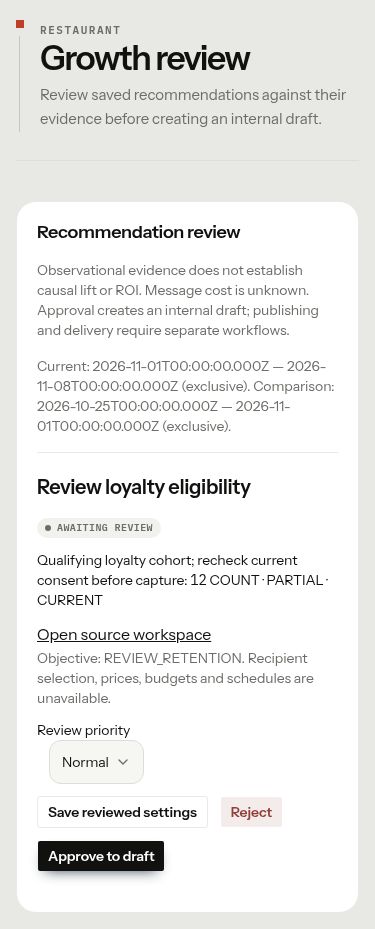 RESTAURANT
Growth review
Review saved recommendations against their
evidence before creating an internal draft.
Recommendation review
Observational evidence does not establish
causal lift or ROI. Message cost is unknown.
Approval creates an internal draft; publishing
and delivery require separate workflows.
Current: 2026-11-01T00:00:00.000Z — 2026-
11-08T00:00:00.000Z (exclusive). Comparison:
2026-10-25T00:00:00.000Z — 2026-11-
01T00:00:00.000Z (exclusive).
Review loyalty eligibility
AWAITING REVIEW
Qualifying loyalty cohort; recheck current
consent before capture: 12 COUNT · PARTIAL ·
CURRENT
Open source workspace
Objective: REVIEW_RETENTION. Recipient
selection, prices, budgets and schedules are
unavailable.
Review priority
Normal
Save reviewed settings Reject
Approve to draft